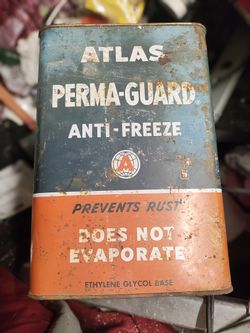 ATLAS
PERMA-GUARD
ANTI-FREEZE
A
PREVENTS RUST
DOES NOT
EVAPORATE
ETHYLENE GLYCOL BASE